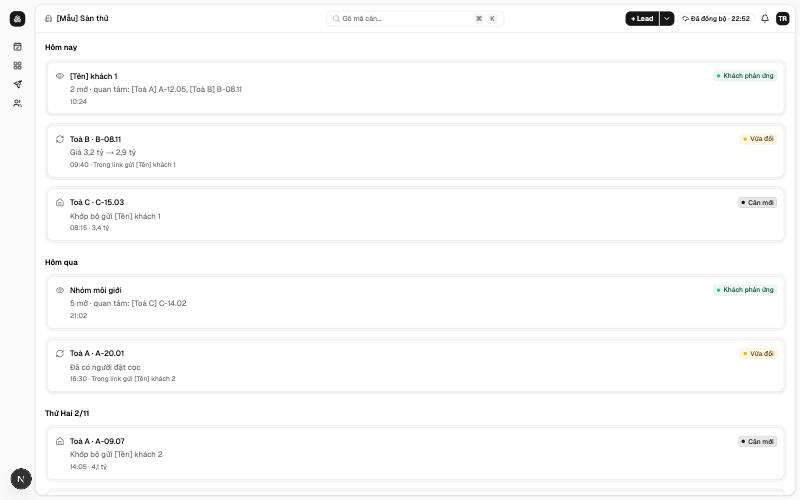 [Mẫu] Săn thứ
Gõ mã căn...
⌘ K
+ Lead
Đã đồng bộ · 22:52
TR
Hôm nay
[Tên] khách 1
Khách phản ứng
2 mở · quan tâm: [Toà A] A-12.05, [Toà B] B-08.11
10:24
Toà B · B-08.11
Vừa đổi
Giá 3,2 tỷ → 2,9 tỷ
09:40 · Trong link gửi [Tên] khách 1
Toà C · C-15.03
Căn mới
Khớp bộ gửi [Tên] khách 1
08:15 · 3,4 tỷ
Hôm qua
Nhóm môi giới
Khách phản ứng
5 mở · quan tâm: [Toà C] C-14.02
21:02
Toà A · A-20.01
Vừa đổi
Đã có người đặt cọc
16:30 · Trong link gửi [Tên] khách 2
Thứ Hai 2/11
Toà A · A-09.07
Căn mới
Khớp bộ gửi [Tên] khách 2
14:05 · 4,1 tỷ
N